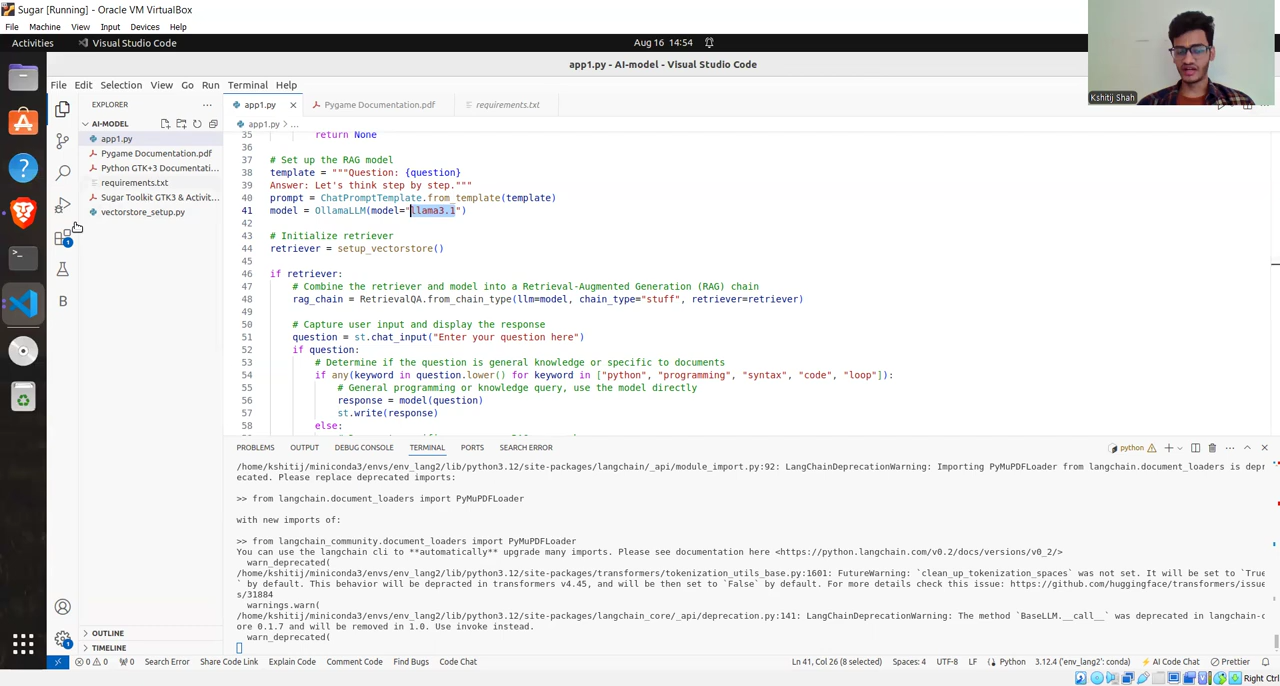 Sugar [Running] - Oracle VM VirtualBox
File Machine View Input Devices Help
Activities Visual Studio Code Aug 16 14:54
app1.py - AI-model - Visual Studio Code
File Edit Selection View Go Run Terminal Help
Kshitij Shah
EXPLORER ...
app1.py Pygame Documentation.pdf requirements.txt
AI-MODEL
app1.py > ...
app1.py
Pygame Documentation.pdf
Python GTK+3 Documentati...
requirements.txt
Sugar Toolkit GTK3 & Activit...
vectorstore_setup.py
B
35 return None
36
37 # Set up the RAG model
38 template = """Question: {question}
39 Answer: Let's think step by step."""
40 prompt = ChatPromptTemplate.from_template(template)
41 model = OllamaLLM(model="llama3.1")
42
43 # Initialize retriever
44 retriever = setup_vectorstore()
45
46 if retriever:
47 # Combine the retriever and model into a Retrieval-Augmented Generation (RAG) chain
48 rag_chain = RetrievalQA.from_chain_type(llm=model, chain_type="stuff", retriever=retriever)
49
50 # Capture user input and display the response
51 question = st.chat_input("Enter your question here")
52 if question:
53 # Determine if the question is general knowledge or specific to documents
54 if any(keyword in question.lower() for keyword in ["python", "programming", "syntax", "code", "loop"]):
55 # General programming or knowledge query, use the model directly
56 response = model(question)
57 st.write(response)
58 else:
PROBLEMS OUTPUT DEBUG CONSOLE TERMINAL PORTS SEARCH ERROR python
/home/kshitij/miniconda3/envs/env_lang2/lib/python3.12/site-packages/langchain/_api/module_import.py:92: LangChainDeprecationWarning: Importing PyMuPDFLoader from langchain.document_loaders is depr
ecated. Please replace deprecated imports:
>> from langchain.document_loaders import PyMuPDFLoader
with new imports of:
>> from langchain_community.document_loaders import PyMuPDFLoader
You can use the langchain cli to **automatically** upgrade many imports. Please see documentation here <https://python.langchain.com/v0.2/docs/versions/v0_2/>
warn_deprecated(
/home/kshitij/miniconda3/envs/env_lang2/lib/python3.12/site-packages/transformers/tokenization_utils_base.py:1601: FutureWarning: `clean_up_tokenization_spaces` was not set. It will be set to `True
` by default. This behavior will be depracted in transformers v4.45, and will be then set to `False` by default. For more details check this issue: https://github.com/huggingface/transformers/issue
s/31884
warnings.warn(
/home/kshitij/miniconda3/envs/env_lang2/lib/python3.12/site-packages/langchain_core/_api/deprecation.py:141: LangChainDeprecationWarning: The method `BaseLLM.__call__` was deprecated in langchain-c
ore 0.1.7 and will be removed in 1.0. Use invoke instead.
warn_deprecated(
OUTLINE
TIMELINE
0 0 0 Search Error Share Code Link Explain Code Comment Code Find Bugs Code Chat Ln 41, Col 26 (8 selected) Spaces: 4 UTF-8 LF Python 3.12.4 ('env_lang2': conda) AI Code Chat Prettier
Right Ctrl